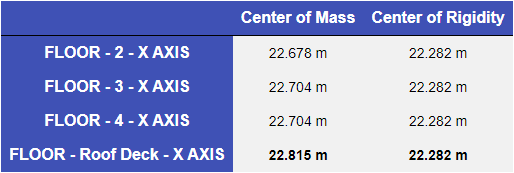 Center of Mass Center of Rigidity
FLOOR - 2 - X AXIS 22.678 m 22.282 m
FLOOR - 3 - X AXIS 22.704 m 22.282 m
FLOOR - 4 - X AXIS 22.704 m 22.282 m
FLOOR - Roof Deck - X AXIS 22.815 m 22.282 m